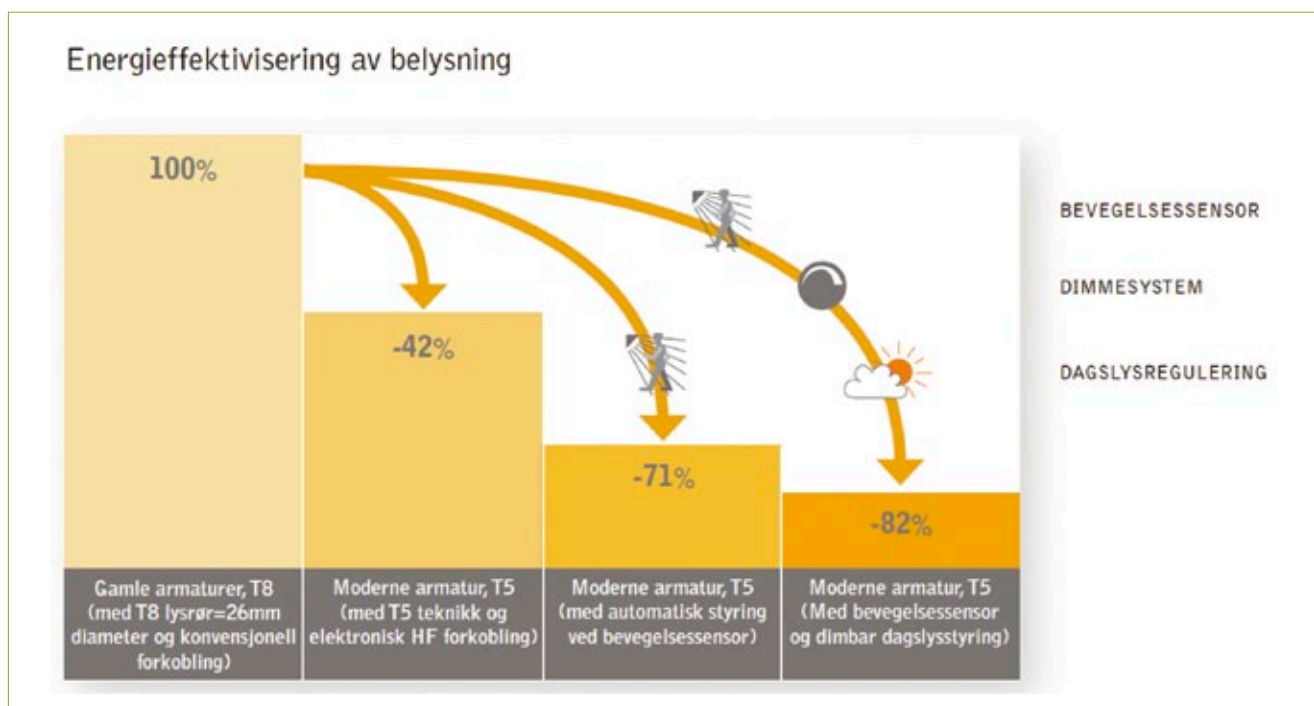 Energieffektivisering av belysning
100%
-42%
-71%
-82%
BEVEGELSESSENSOR
DIMMESYSTEM
DAGSLYSREGULERING
Gamle armaturer, T8
(med T8 lysrør=26mm
diameter og konvensjonell
forkobling)
Moderne armatur, T5
(med T5 teknikk og
elektronisk HF forkobling)
Moderne armatur, T5
(med automatisk styring
ved bevegelsessensor)
Moderne armatur, T5
(Med bevegelsessensor
og dimbar dagslysstyring)